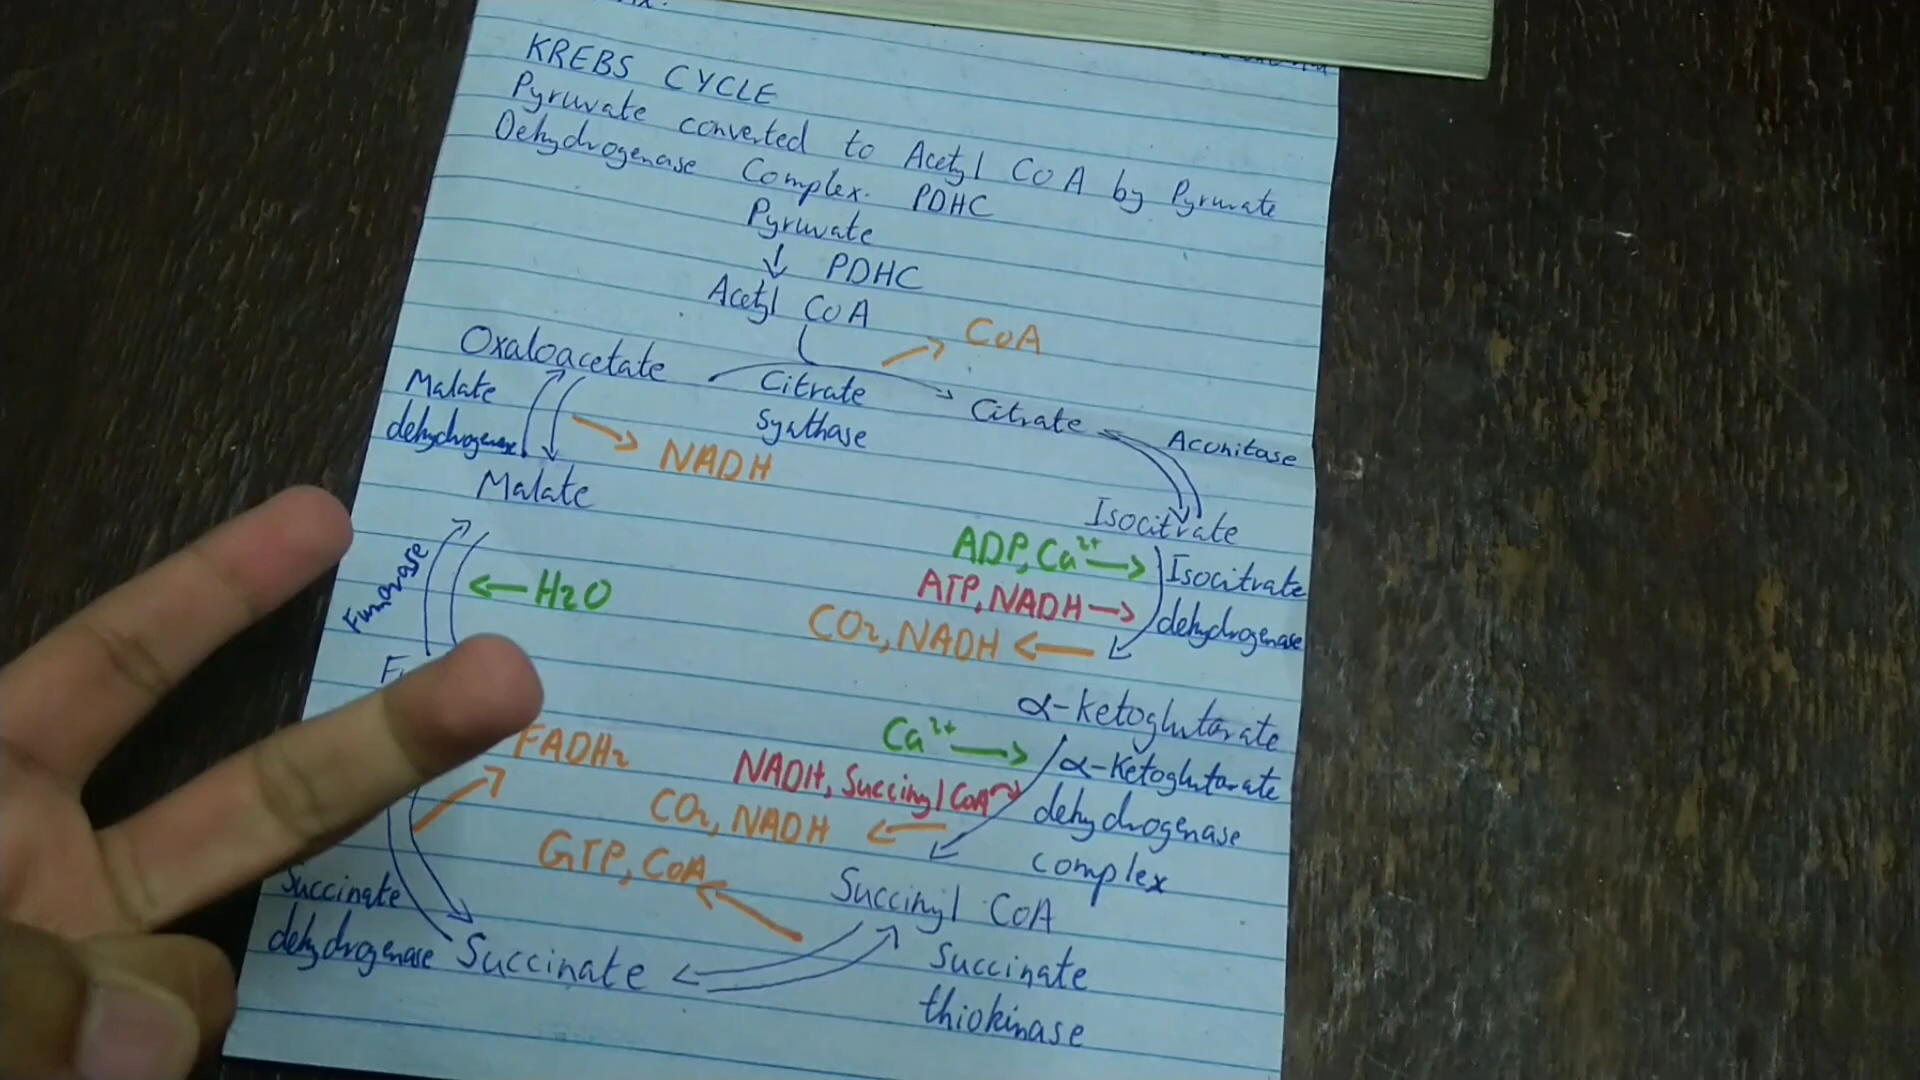 KREBS CYCLE
Pyruvate converted to Acetyl CoA by Pyruvate
Dehydrogenase Complex. PDHC
Pyruvate
PDHC
Acetyl CoA
CoA
Oxaloacetate
Citrate
synthase
Citrate
Aconitase
Malate
dehydrogenase
NADH
Malate
Isocitrate
ADP, Ca²⁺
Isocitrate
dehydrogenase
ATP, NADH
CO₂, NADH
Fumarase
H2O
α-ketoglutarate
Ca²⁺
α-Ketoglutarate
dehydrogenase
complex
NADH, Succinyl CoA
CO₂, NADH
FADH₂
GTP, CoA
Succinyl CoA
Succinate
dehydrogenase
Succinate
Succinate
thiokinase